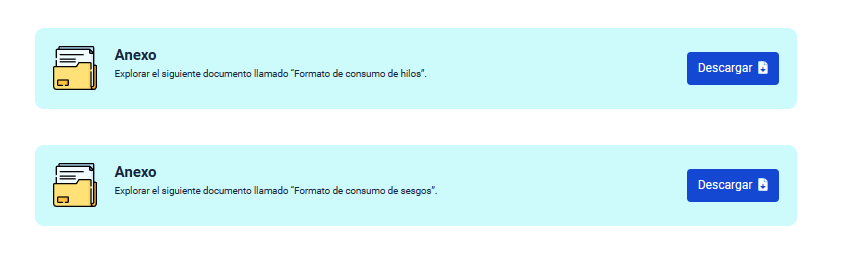 Anexo
Explorar el siguiente documento llamado "Formato de consumo de hilos".
Descargar
Anexo
Explorar el siguiente documento llamado "Formato de consumo de sesgos".
Descargar